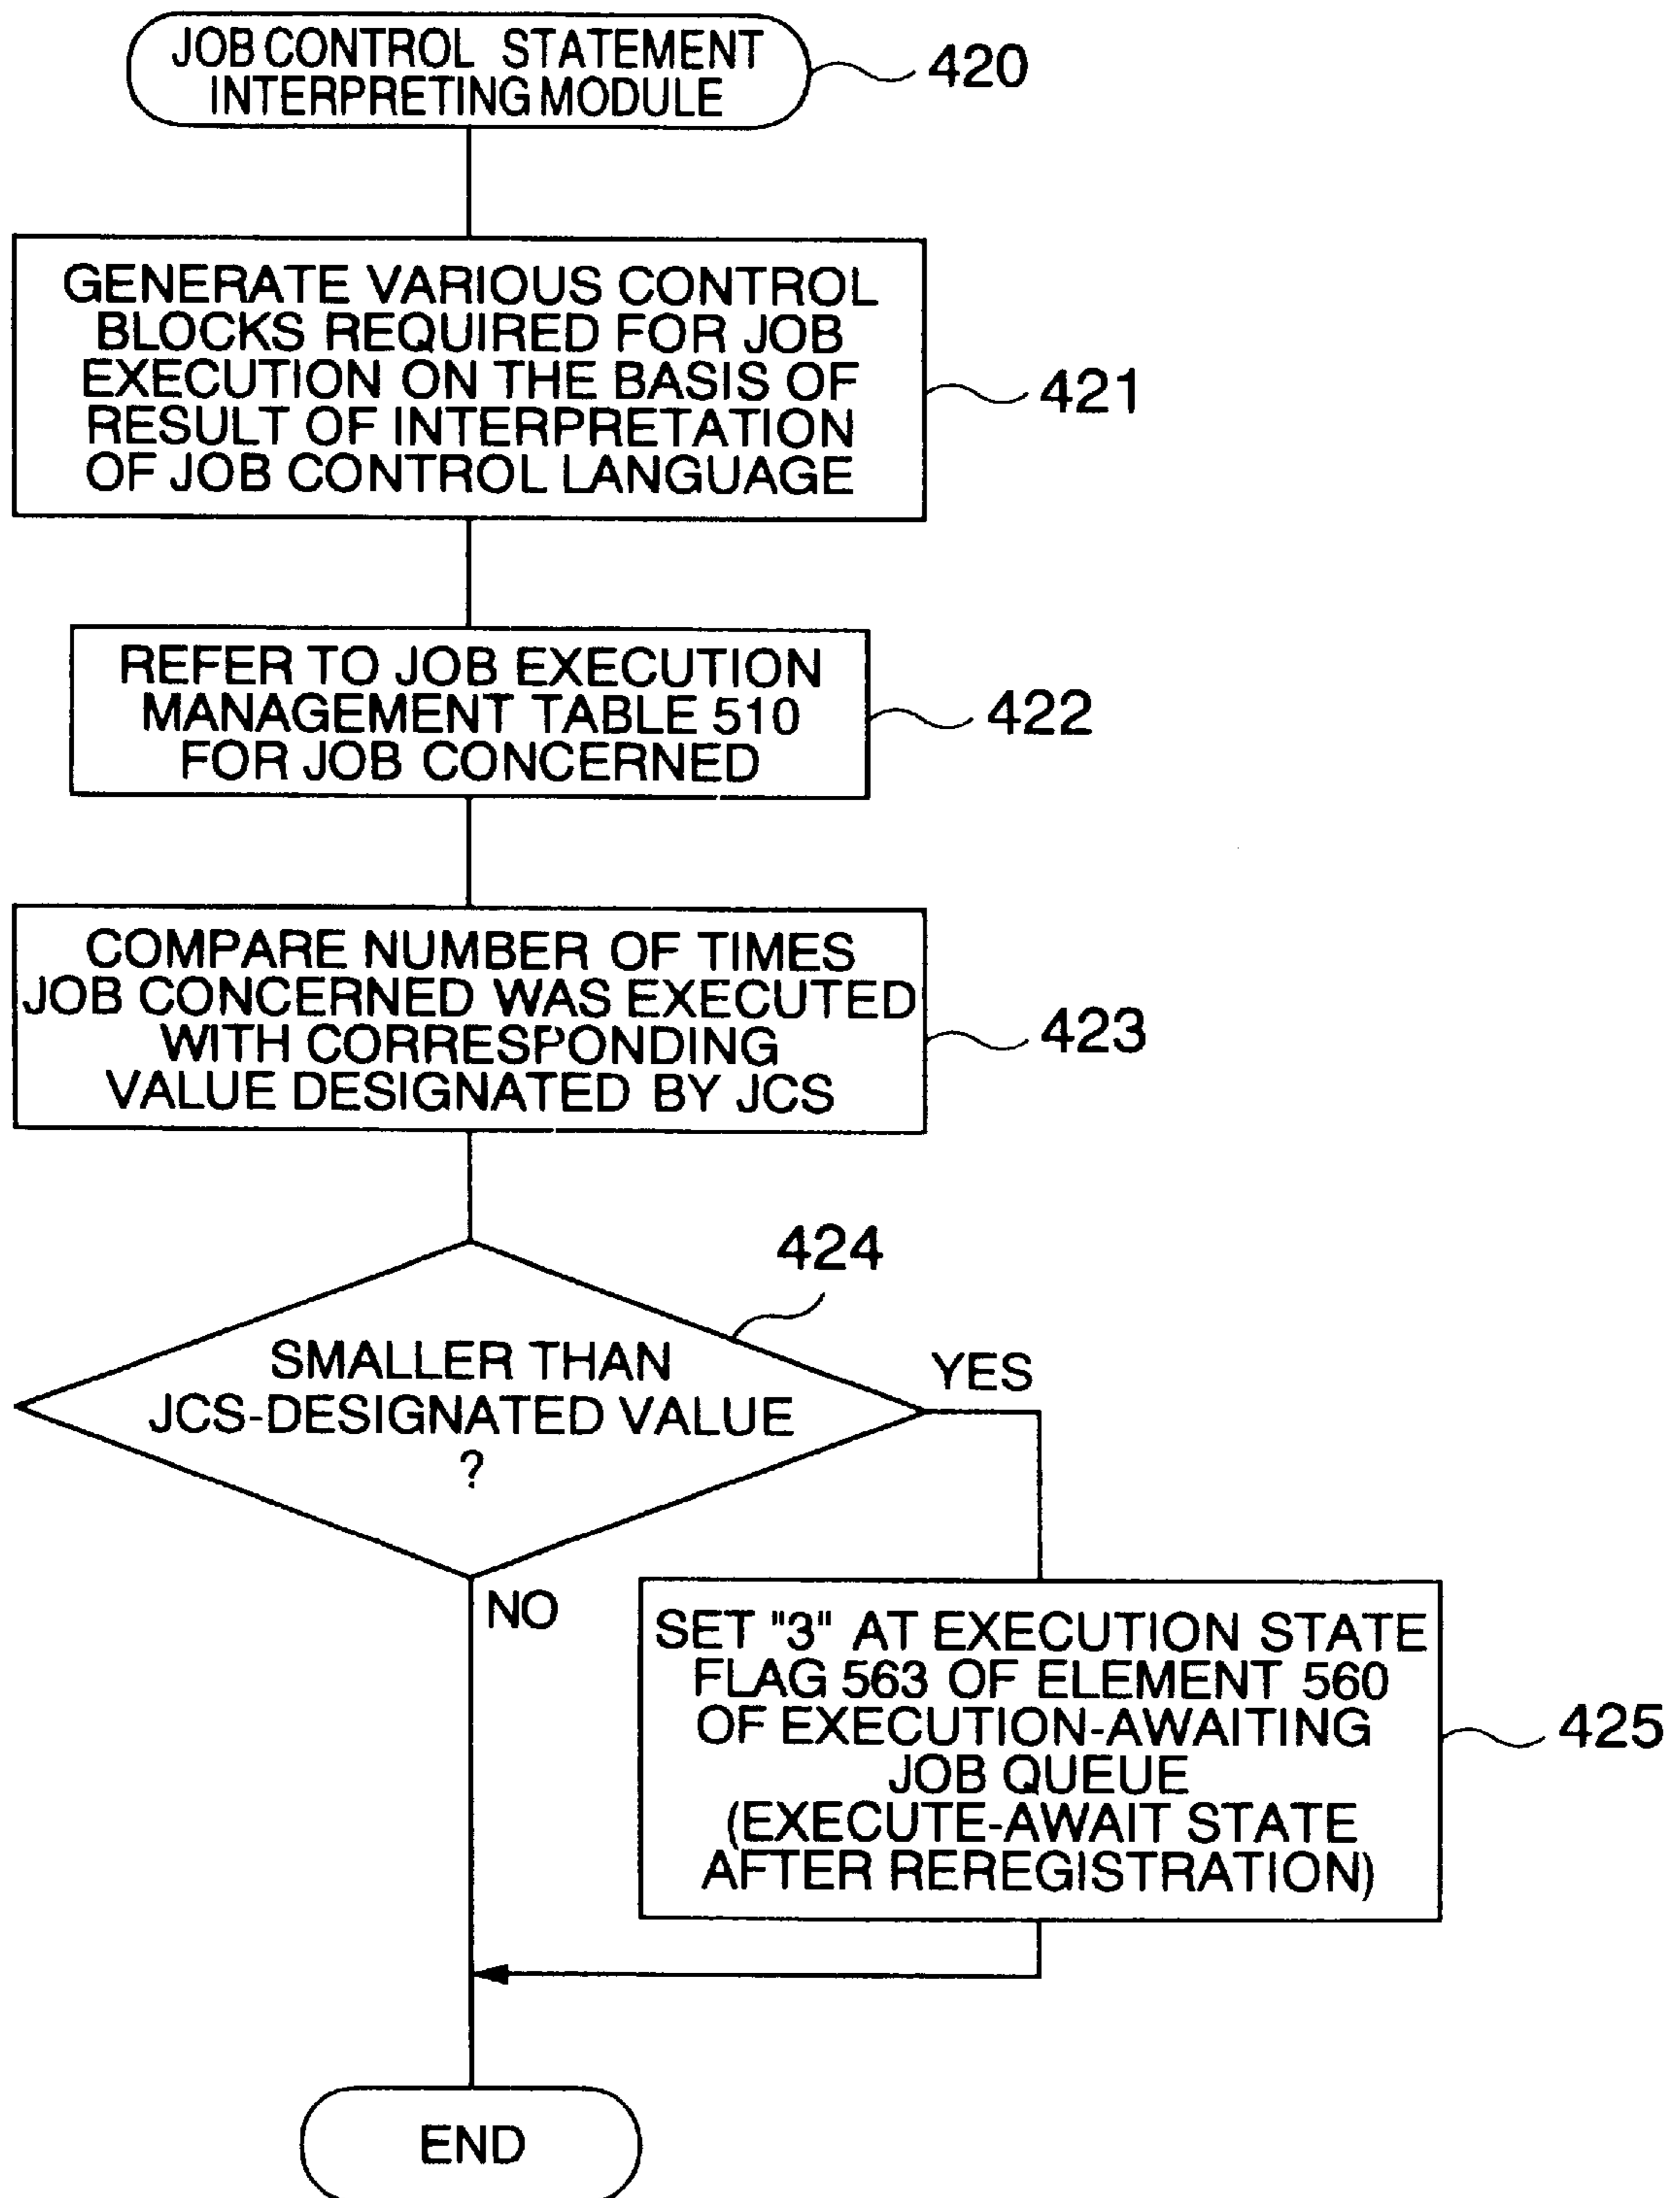 JOB CONTROL STATEMENT
INTERPRETING MODULE
420
GENERATE VARIOUS CONTROL
BLOCKS REQUIRED FOR JOB
EXECUTION ON THE BASIS OF
RESULT OF INTERPRETATION
OF JOB CONTROL LANGUAGE
421
REFER TO JOB EXECUTION
MANAGEMENT TABLE 510
FOR JOB CONCERNED
422
COMPARE NUMBER OF TIMES
JOB CONCERNED WAS EXECUTED
WITH CORRESPONDING
VALUE DESIGNATED BY JCS
423
424
SMALLER THAN
JCS-DESIGNATED VALUE
?
YES
NO
SET "3" AT EXECUTION STATE
FLAG 563 OF ELEMENT 560
OF EXECUTION-AWAITING
JOB QUEUE
(EXECUTE-AWAIT STATE
AFTER REREGISTRATION)
425
END